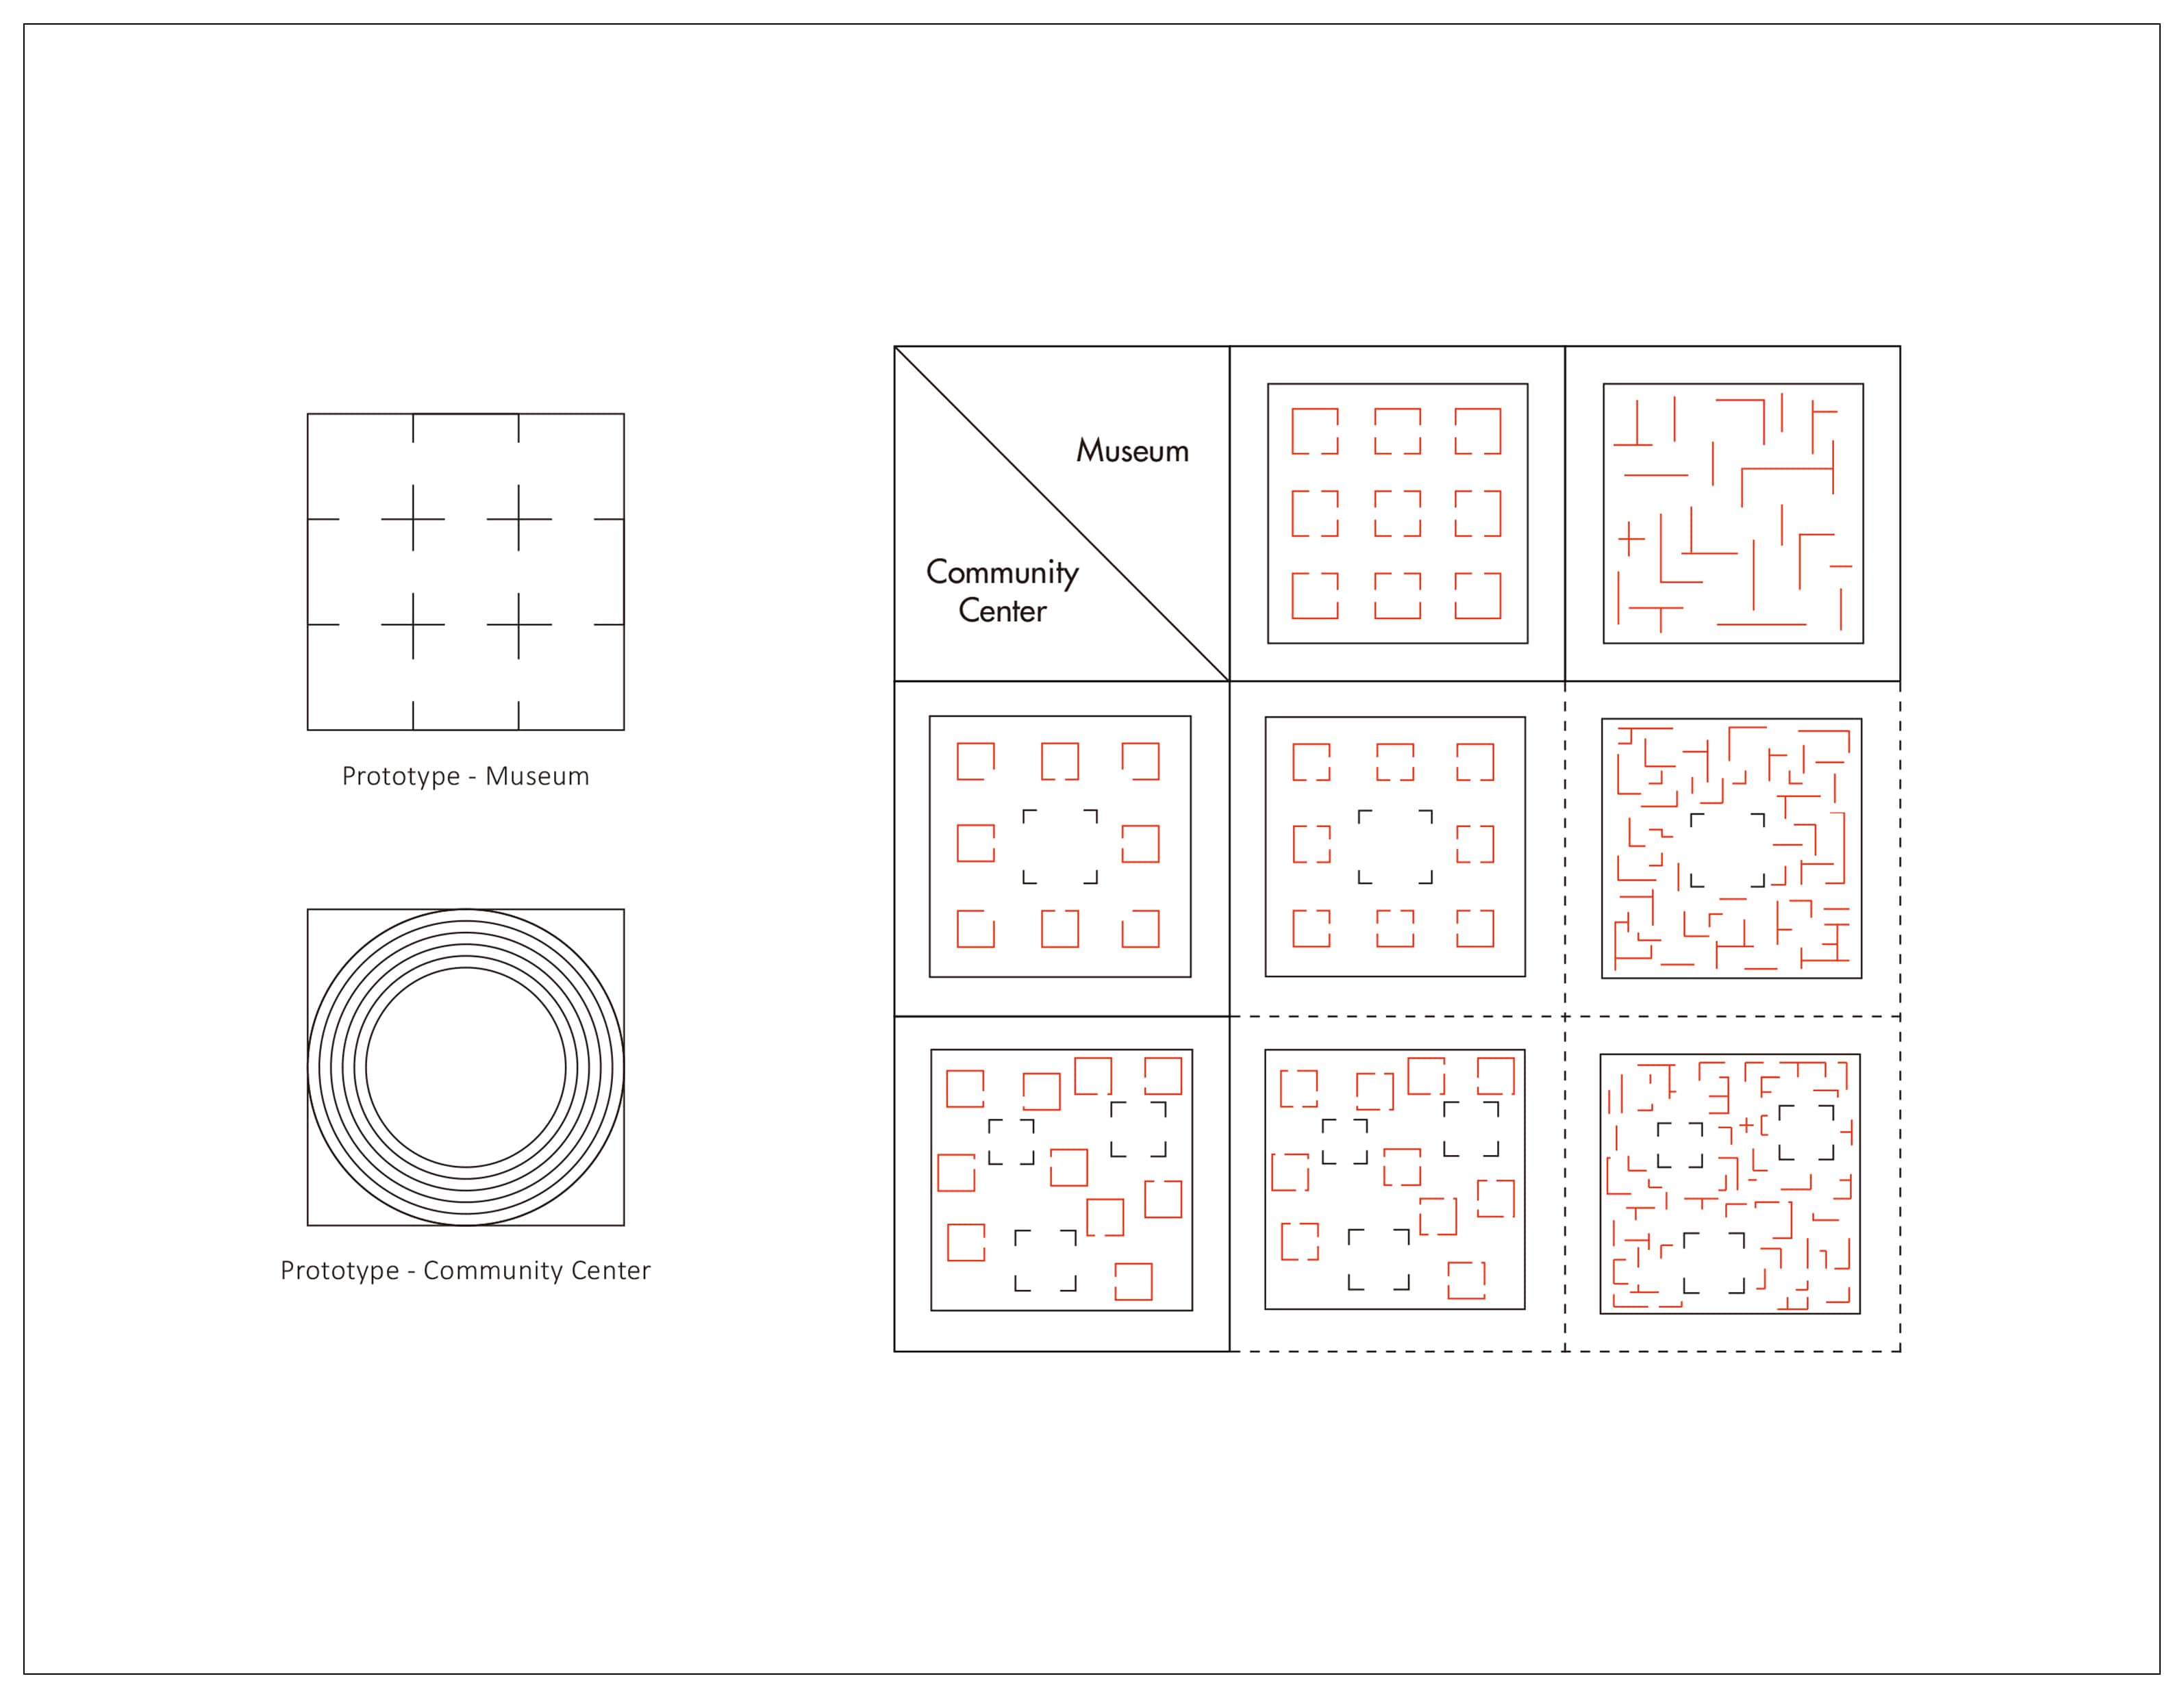 Prototype - Museum
Prototype - Community Center
Museum
Community
Center